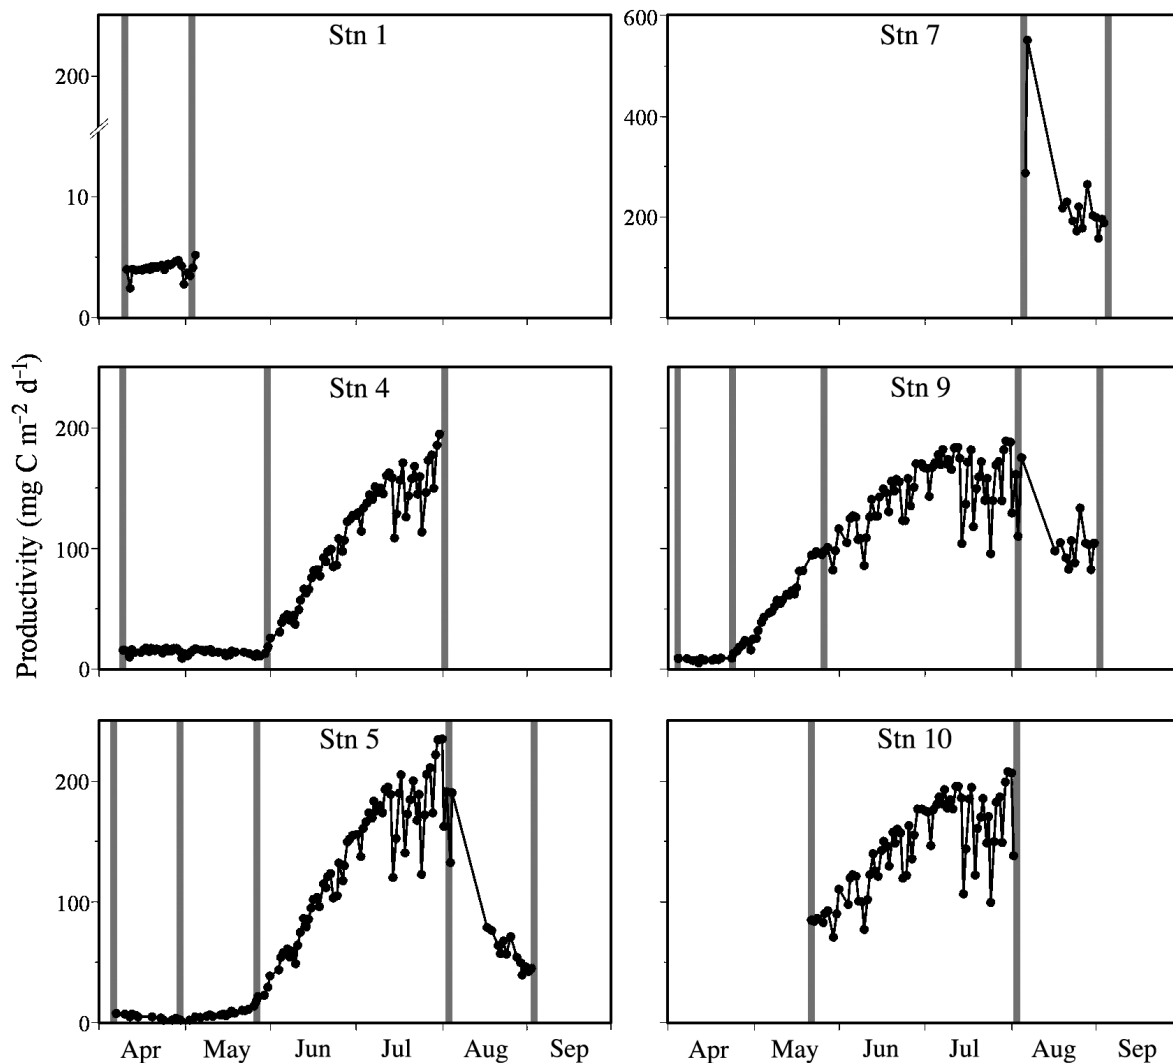 Stn 1
200
10
0
Stn 7
600
400
200
Productivity (mg C m⁻² d⁻¹)
Stn 4
200
100
0
Stn 9
Stn 5
200
100
0
Stn 10
Apr May Jun Jul Aug Sep
Apr May Jun Jul Aug Sep